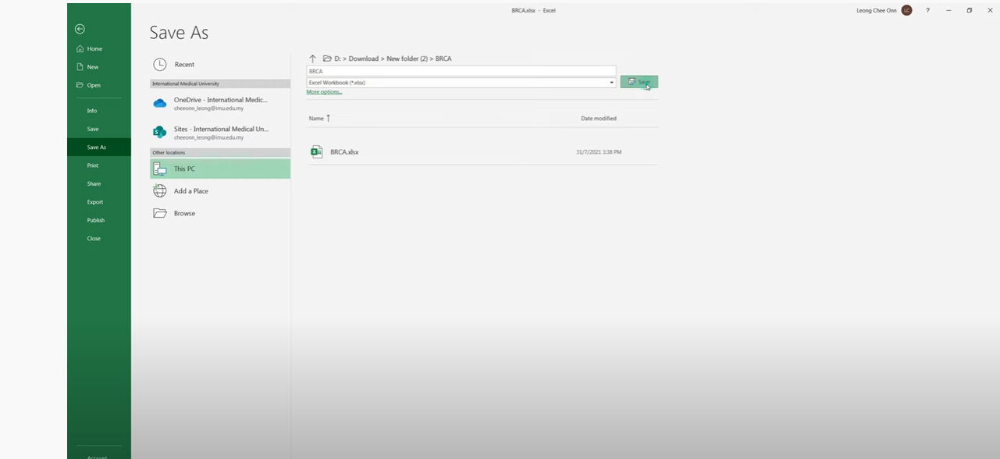 BRCA.xlsx - Excel
Leong Chee Onn
LC
?
Save As
Home
New
Open
Info
Save
Save As
Print
Share
Export
Publish
Close
Account
Recent
International Medical University
OneDrive - International Medic...
cheeonn_leong@imu.edu.my
Sites - International Medical Un...
cheeonn_leong@imu.edu.my
Other locations
This PC
Add a Place
Browse
D: > Download > New folder (2) > BRCA
BRCA
Excel Workbook (*.xlsx)
Save
More options...
Name
Date modified
BRCA.xlsx
31/7/2021 3:38 PM